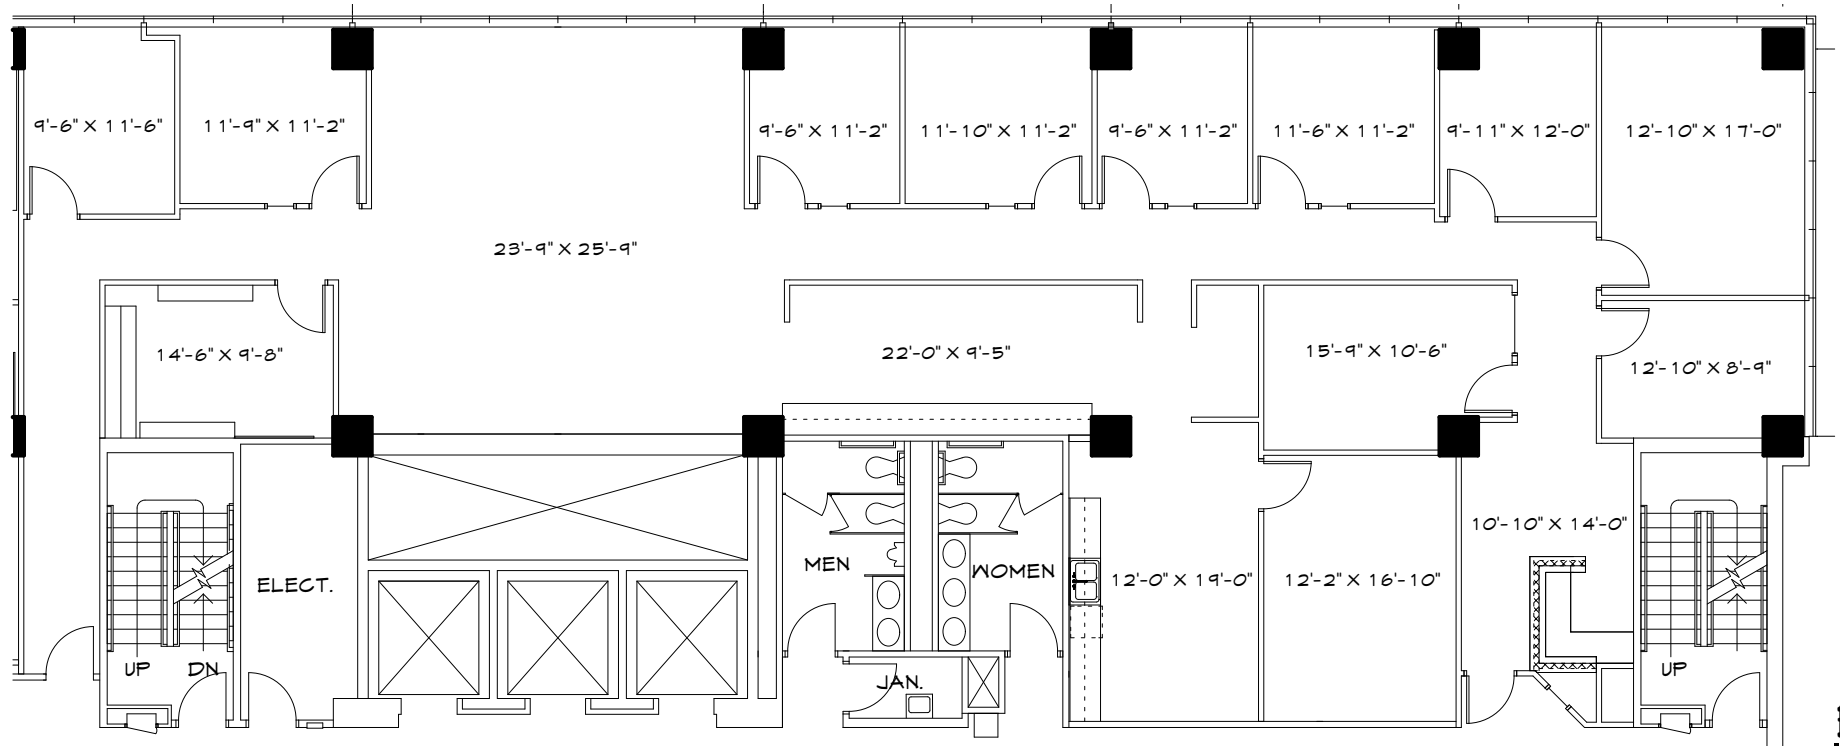 9'-6" X 11'-6"
11'-9" X 11'-2"
9'-6" X 11'-2"
11'-10" X 11'-2"
9'-6" X 11'-2"
11'-6" X 11'-2"
9'-11" X 12'-0"
12'-10" X 17'-0"
23'-9" X 25'-9"
14'-6" X 9'-8"
22'-0" X 9'-5"
15'-9" X 10'-6"
12'-10" X 8'-9"
10'-10" X 14'-0"
ELECT.
MEN
WOMEN
12'-0" X 19'-0"
12'-2" X 16'-10"
UP
DN
JAN.
UP